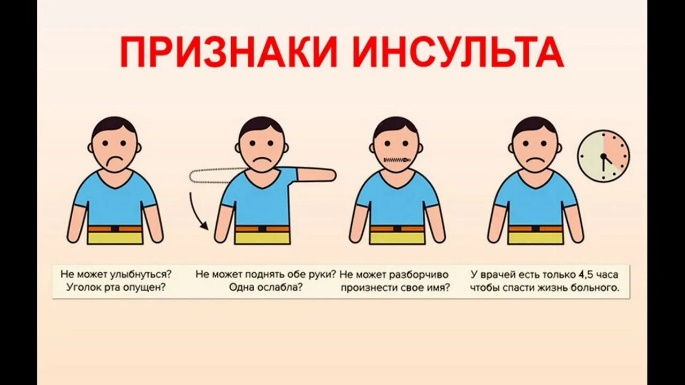 ПРИЗНАКИ ИНСУЛЬТА
Не может улыбнуться?
Уголок рта опущен?
Не может поднять обе руки?
Одна ослабла?
Не может разборчиво
произнести свое имя?
У врачей есть только 4,5 часа
чтобы спасти жизнь больного.